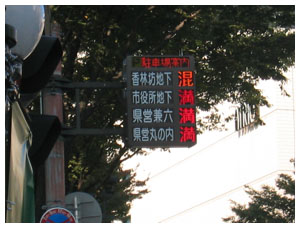 駐車場案内
香林坊地下 混
市役所地下 満
県営兼六 満
県営丸の内 満